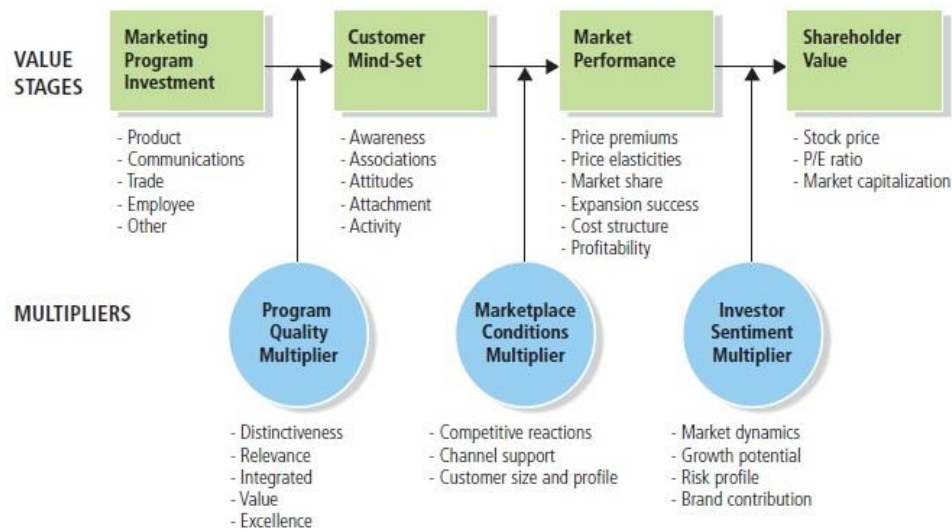 VALUE
STAGES
Marketing
Program
Investment
- Product
- Communications
- Trade
- Employee
- Other
Customer
Mind-Set
- Awareness
- Associations
- Attitudes
- Attachment
- Activity
Market
Performance
- Price premiums
- Price elasticities
- Market share
- Expansion success
- Cost structure
- Profitability
Shareholder
Value
- Stock price
- P/E ratio
- Market capitalization
MULTIPLIERS
Program
Quality
Multiplier
- Distinctiveness
- Relevance
- Integrated
- Value
- Excellence
Marketplace
Conditions
Multiplier
- Competitive reactions
- Channel support
- Customer size and profile
Investor
Sentiment
Multiplier
- Market dynamics
- Growth potential
- Risk profile
- Brand contribution